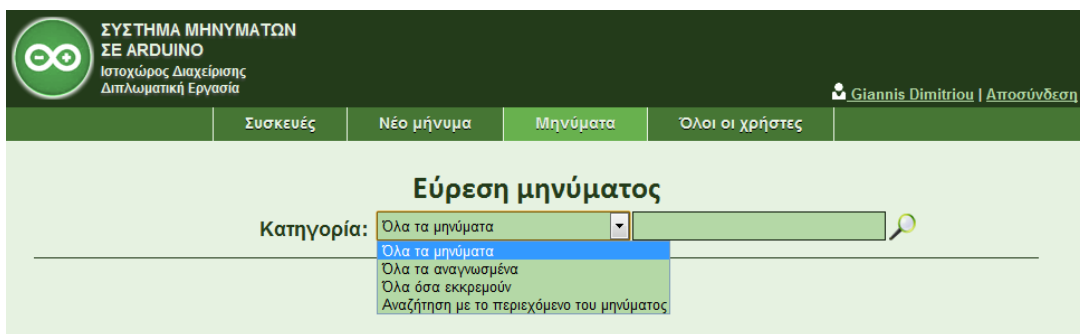 ΣΥΣΤΗΜΑ ΜΗΝΥΜΑΤΩΝ
ΣΕ ARDUINO
Ιστοχώρος Διαχείρισης
Διπλωματική Εργασία
Giannis Dimitriou | Αποσύνδεση
Συσκευές Νέο μήνυμα Μηνύματα Όλοι οι χρήστες
Εύρεση μηνύματος
Κατηγορία: Όλα τα μηνύματα
Όλα τα μηνύματα
Όλα τα αναγνωσμένα
Όλα όσα εκκρεμούν
Αναζήτηση με το περιεχόμενο του μηνύματος